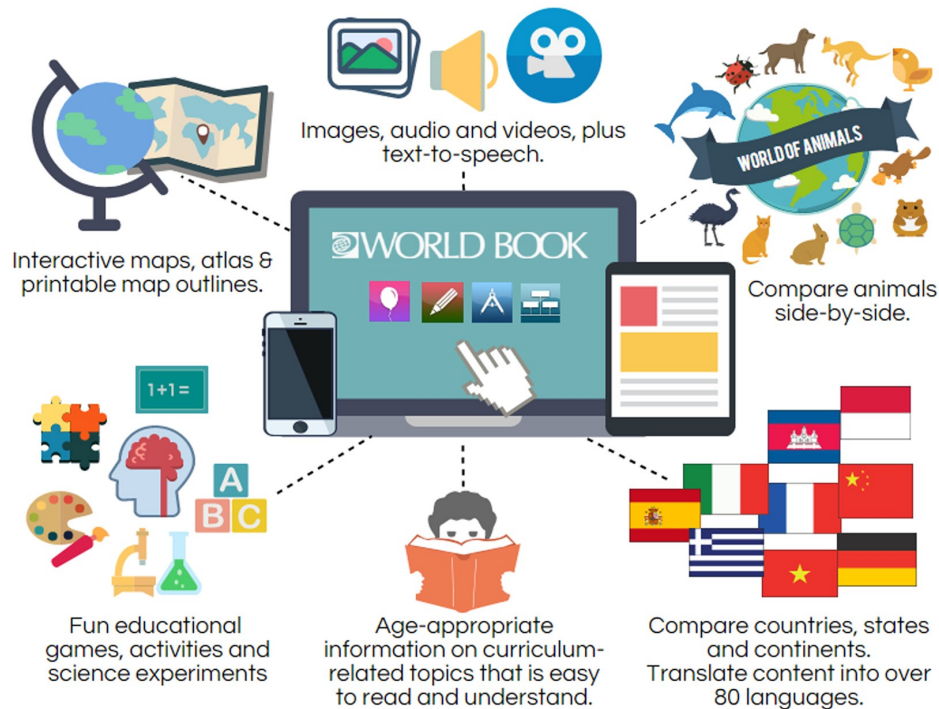 Images, audio and videos, plus
text-to-speech.
WORLD OF ANIMALS
WORLD BOOK
Interactive maps, atlas &
printable map outlines.
Compare animals
side-by-side.
1+1=
A
B C
Fun educational
games, activities and
science experiments
Age-appropriate
information on curriculum-
related topics that is easy
to read and understand.
Compare countries, states
and continents.
Translate content into over
80 languages.